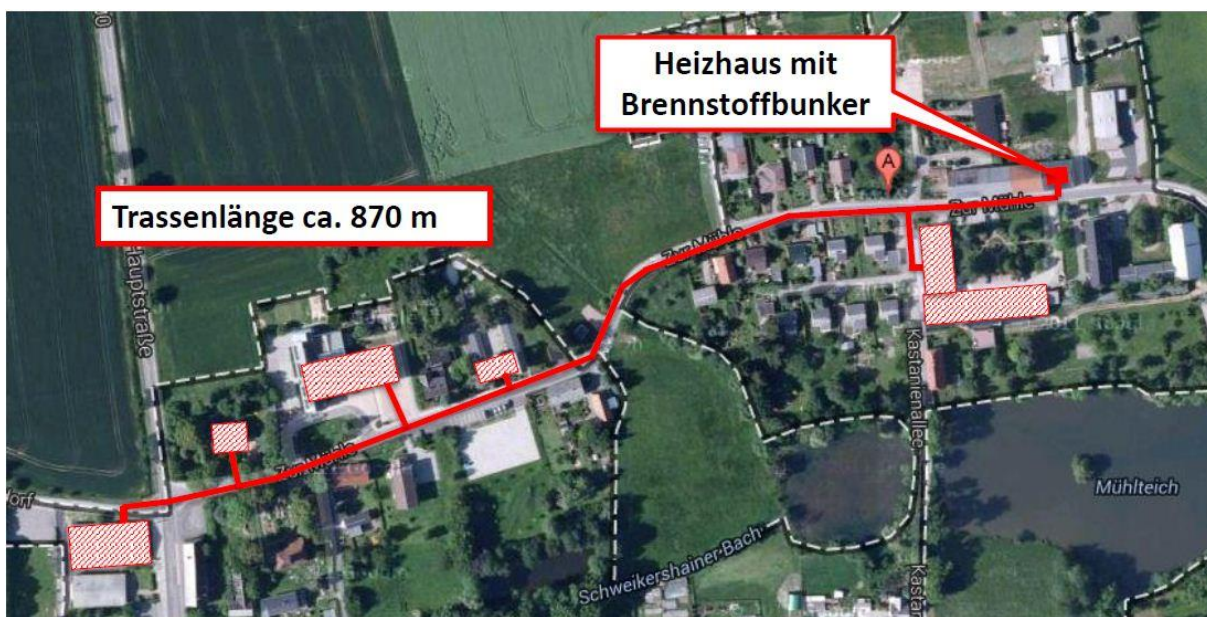 Heizhaus mit
Brennstoffbunker
A
Trassenlänge ca. 870 m
Zur Mühle
Zur Mühle
Hauptstraße
Kastanienallee
Zur Mühle
Mühlteich
Schweikershainer Bach
Kastan